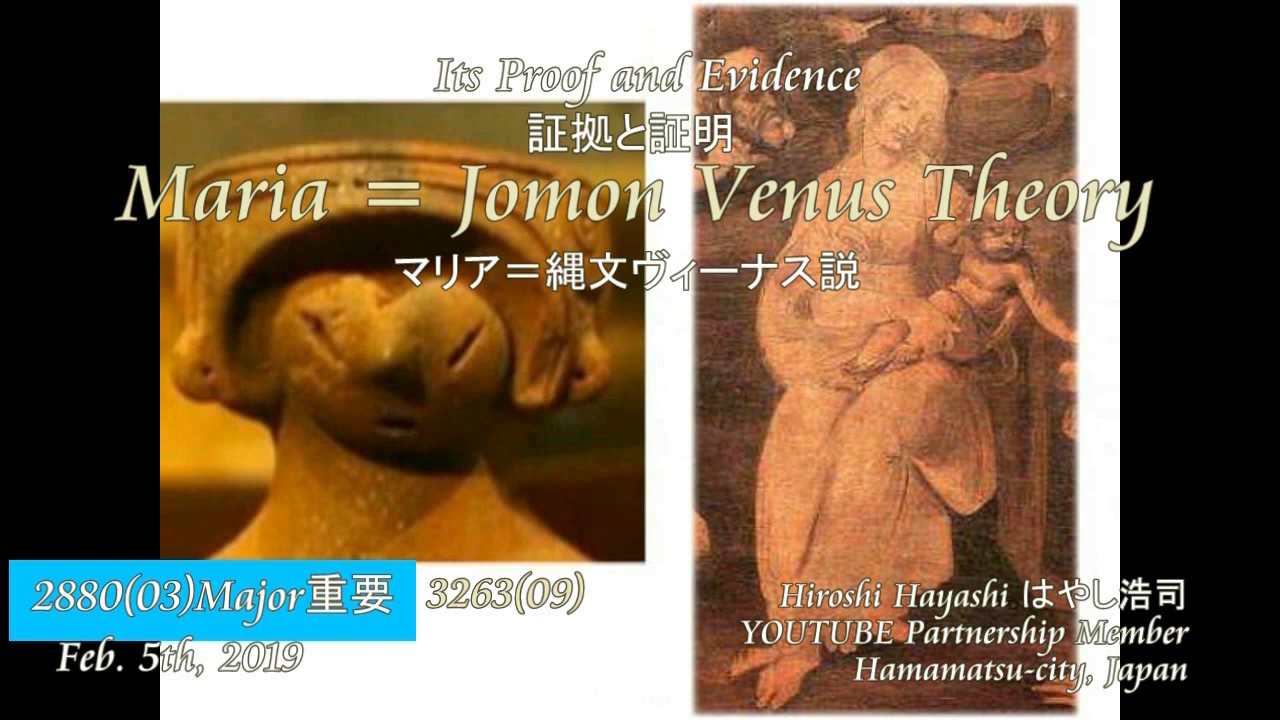 Its Proof and Evidence
証拠と証明
Maria = Jomon Venus Theory
マリア＝縄文ヴィーナス説
2880(03)Major重要 3263(09)
Feb. 5th, 2019
Hiroshi Hayashi はやし浩司
YOUTUBE Partnership Member
Hamamatsu-city, Japan